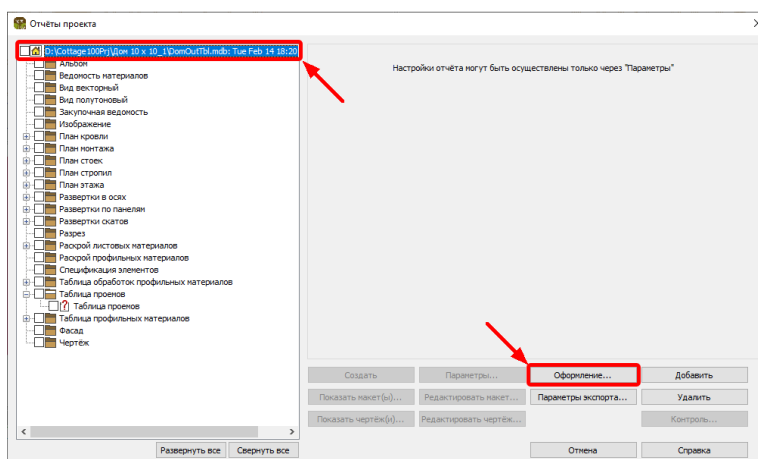 Отчёты проекта
D:\Cottage100Prj\Дом 10 x 10_1\DomOutTbl.mdb: Tue Feb 14 18:20
Альбом
Ведомость материалов
Вид векторный
Вид полутоновый
Закупочная ведомость
Изображение
План кровли
План монтажа
План стоек
План стропил
План этажа
Развертки в осях
Развертки по панелям
Развертки скатов
Разрез
Раскрой листовых материалов
Раскрой профильных материалов
Спецификация элементов
Таблица обработок профильных материалов
Таблица проемов
Таблица проемов
Таблица профильных материалов
Фасад
Чертёж
Развернуть все Свернуть все
Настройки отчёта могут быть осуществлены только через "Параметры"
Создать Параметры... Оформление... Добавить
Показать макет(ы)... Редактировать макет... Параметры экспорта... Удалить
Показать чертёж(и)... Редактировать чертёж... Контроль...
Отмена Справка